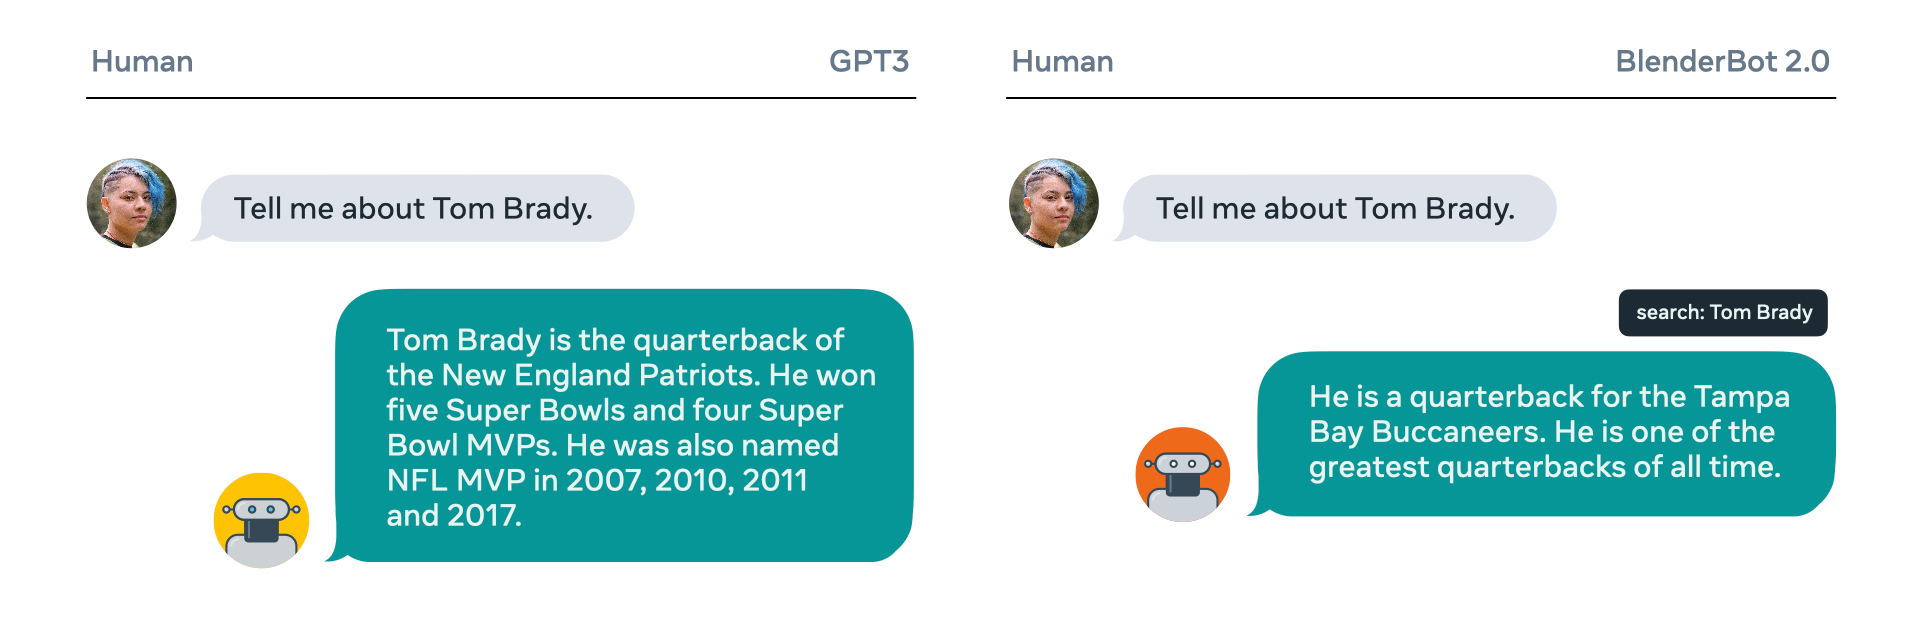 Human
GPT3
Tell me about Tom Brady.
Tom Brady is the quarterback of
the New England Patriots. He won
five Super Bowls and four Super
Bowl MVPs. He was also named
NFL MVP in 2007, 2010, 2011
and 2017.
Human
BlenderBot 2.0
Tell me about Tom Brady.
search: Tom Brady
He is a quarterback for the Tampa
Bay Buccaneers. He is one of the
greatest quarterbacks of all time.